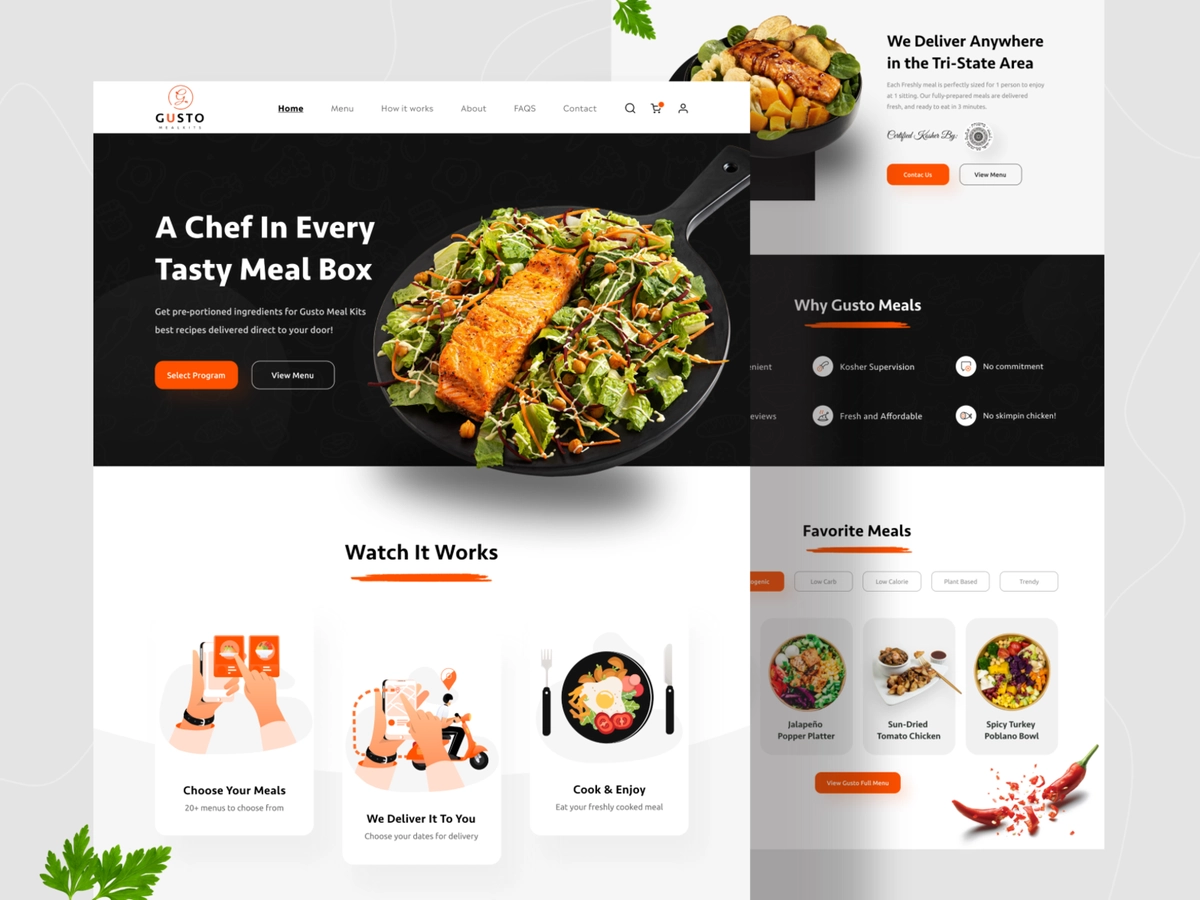 GUSTO
MEALKITS
Home Menu How it works About FAQS Contact
A Chef In Every
Tasty Meal Box
Get pre-portioned ingredients for Gusto Meal Kits
best recipes delivered direct to your door!
Select Program View Menu
Watch It Works
Choose Your Meals
20+ menus to choose from
We Deliver It To You
Choose your dates for delivery
Cook & Enjoy
Eat your freshly cooked meal
We Deliver Anywhere
in the Tri-State Area
Each Freshly meal is perfectly sized for 1 person to enjoy
at 1 sitting. Our fully-prepared meals are delivered
fresh, and ready to eat in 3 minutes.
Certified Kosher By:
Contac Us View Menu
Why Gusto Meals
enient Kosher Supervision No commitment
eviews Fresh and Affordable No skimpin chicken!
Favorite Meals
ogenic Low Carb Low Calorie Plant Based Trendy
Jalapeño
Popper Platter
Sun-Dried
Tomato Chicken
Spicy Turkey
Poblano Bowl
View Gusto Full Menu